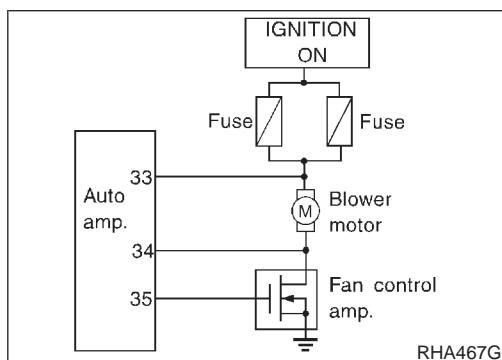 IGNITION
ON
Fuse
Fuse
33
Auto
amp.
M
Blower
motor
34
35
Fan control
amp.
RHA467G